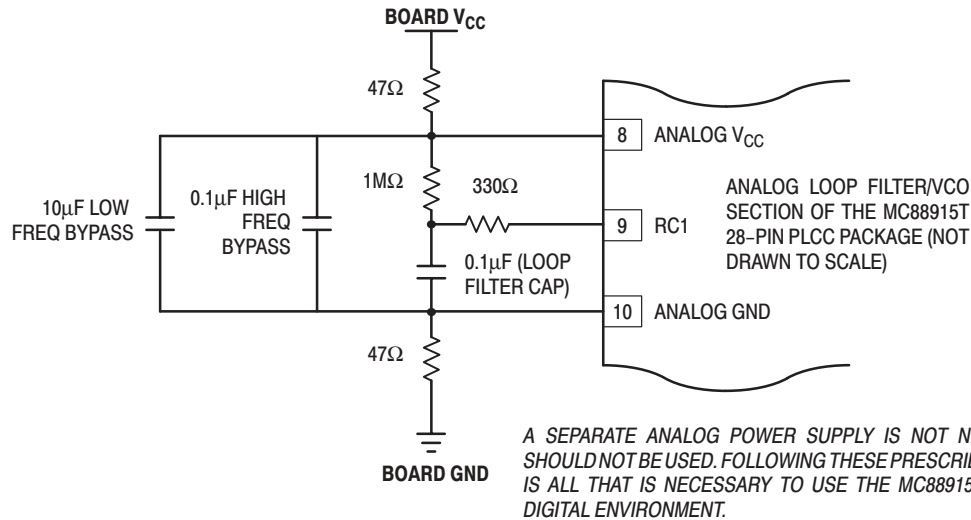 BOARD VCC
47Ω
8 ANALOG VCC
1MΩ
330Ω
10μF LOW
FREQ BYPASS
0.1μF HIGH
FREQ
BYPASS
9 RC1
ANALOG LOOP FILTER/VCO
SECTION OF THE MC88915T
28–PIN PLCC PACKAGE (NOT
DRAWN TO SCALE)
0.1μF (LOOP
FILTER CAP)
10 ANALOG GND
47Ω
BOARD GND
A SEPARATE ANALOG POWER SUPPLY IS NOT
SHOULD NOT BE USED. FOLLOWING THESE
IS ALL THAT IS NECESSARY TO USE THE
DIGITAL ENVIRONMENT.